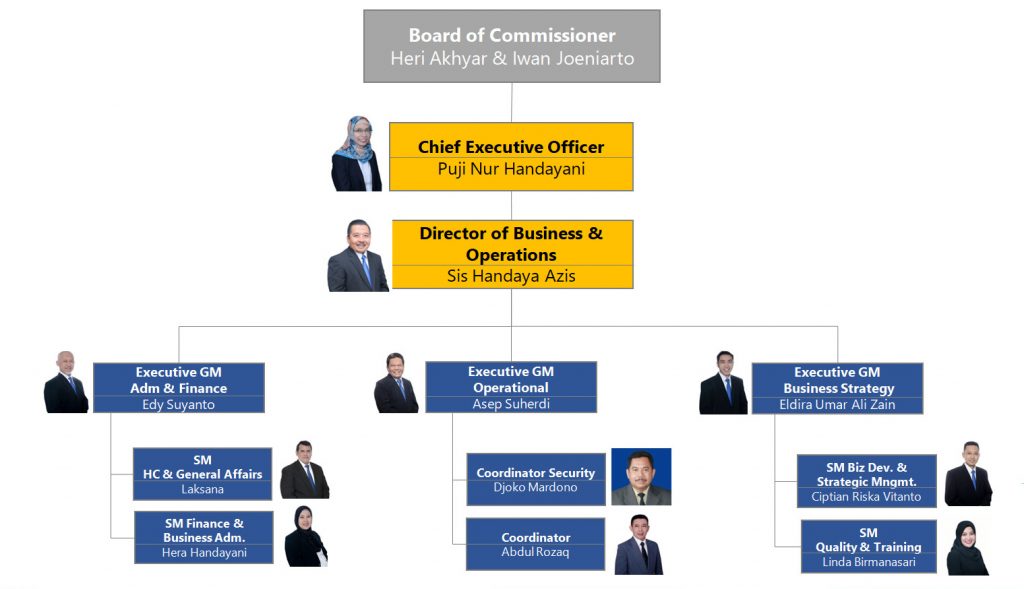 Board of Commissioner
Heri Akhyar & Iwan Joeniarto
Chief Executive Officer
Puji Nur Handayani
Director of Business &
Operations
Sis Handaya Azis
Executive GM
Adm & Finance
Edy Suyanto
Executive GM
Operational
Asep Suherdi
Executive GM
Business Strategy
Eldira Umar Ali Zain
SM
HC & General Affairs
Laksana
SM Finance &
Business Adm.
Hera Handayani
Coordinator Security
Djoko Mardono
Coordinator
Abdul Rozaq
SM Biz Dev. &
Strategic Mngmt.
Ciptian Riska Vitanto
SM
Quality & Training
Linda Birmanasari